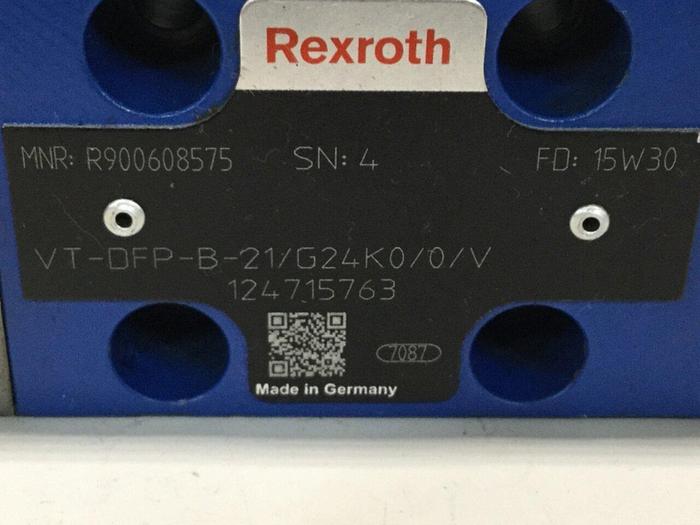 Rexroth
MNR: R900608575 SN: 4 FD: 15W30
VT-DFP-B-21/G24K0/0/V
124715763
7087
Made in Germany